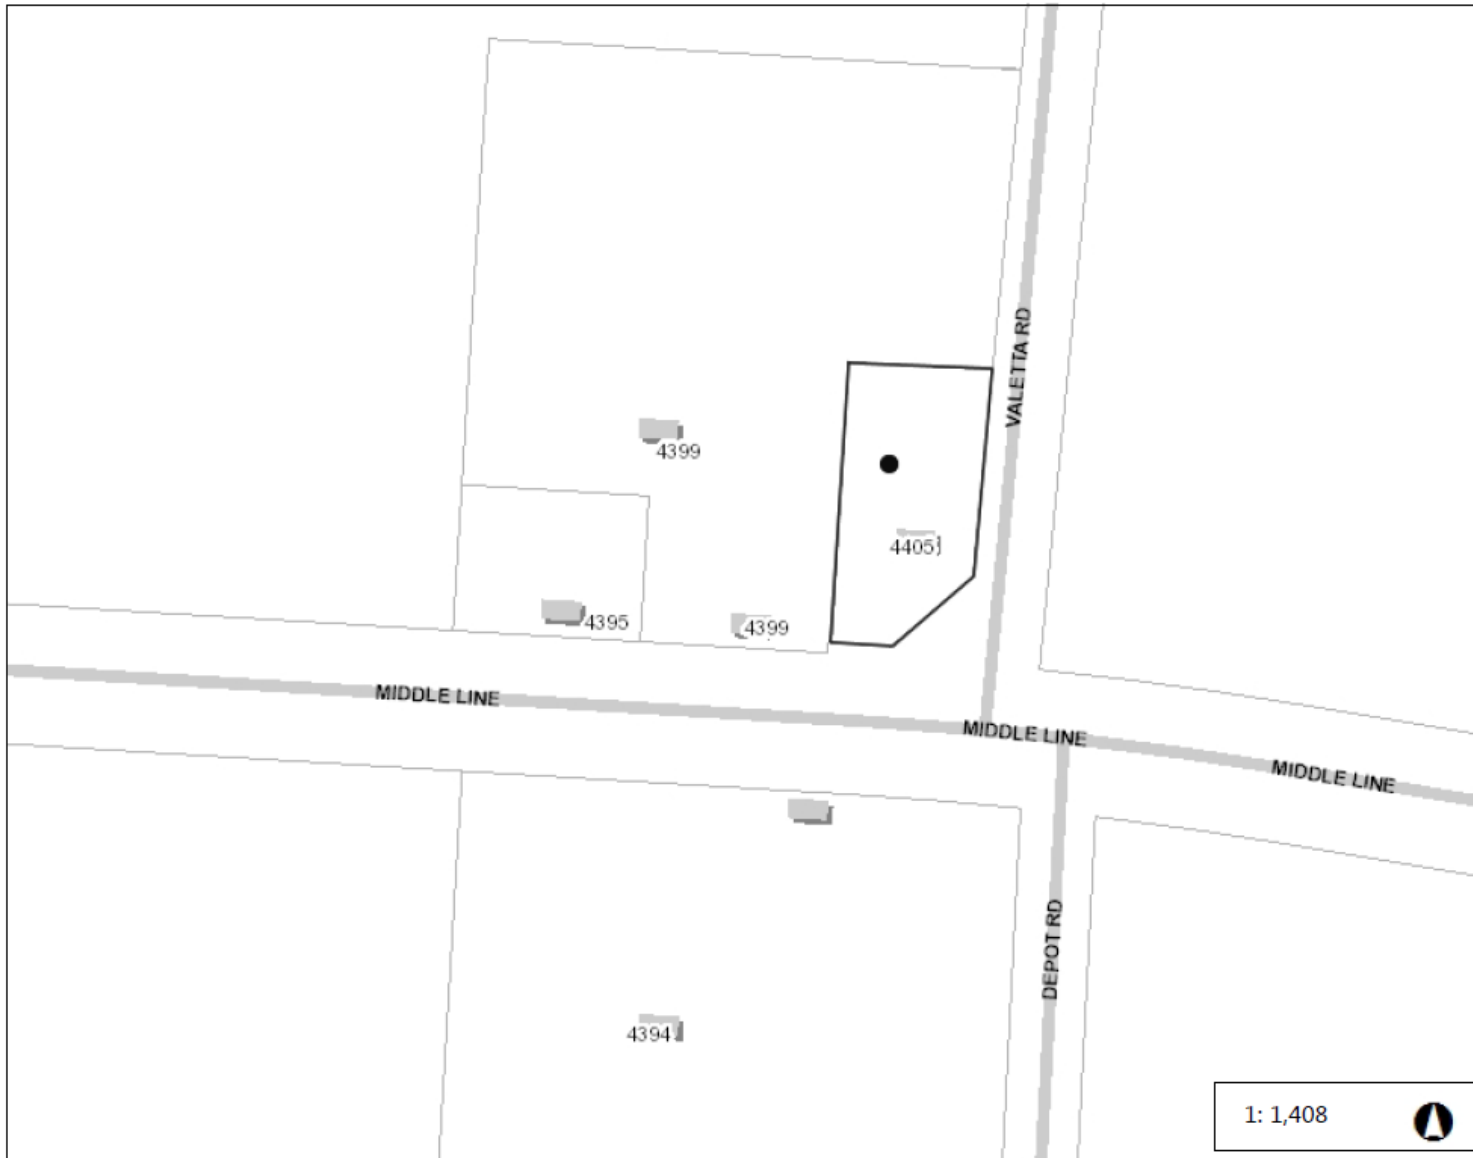 VALETTA RD
4399
4405
4395
4399
MIDDLE LINE
MIDDLE LINE
MIDDLE LINE
DEPOT RD
4394
1: 1,408